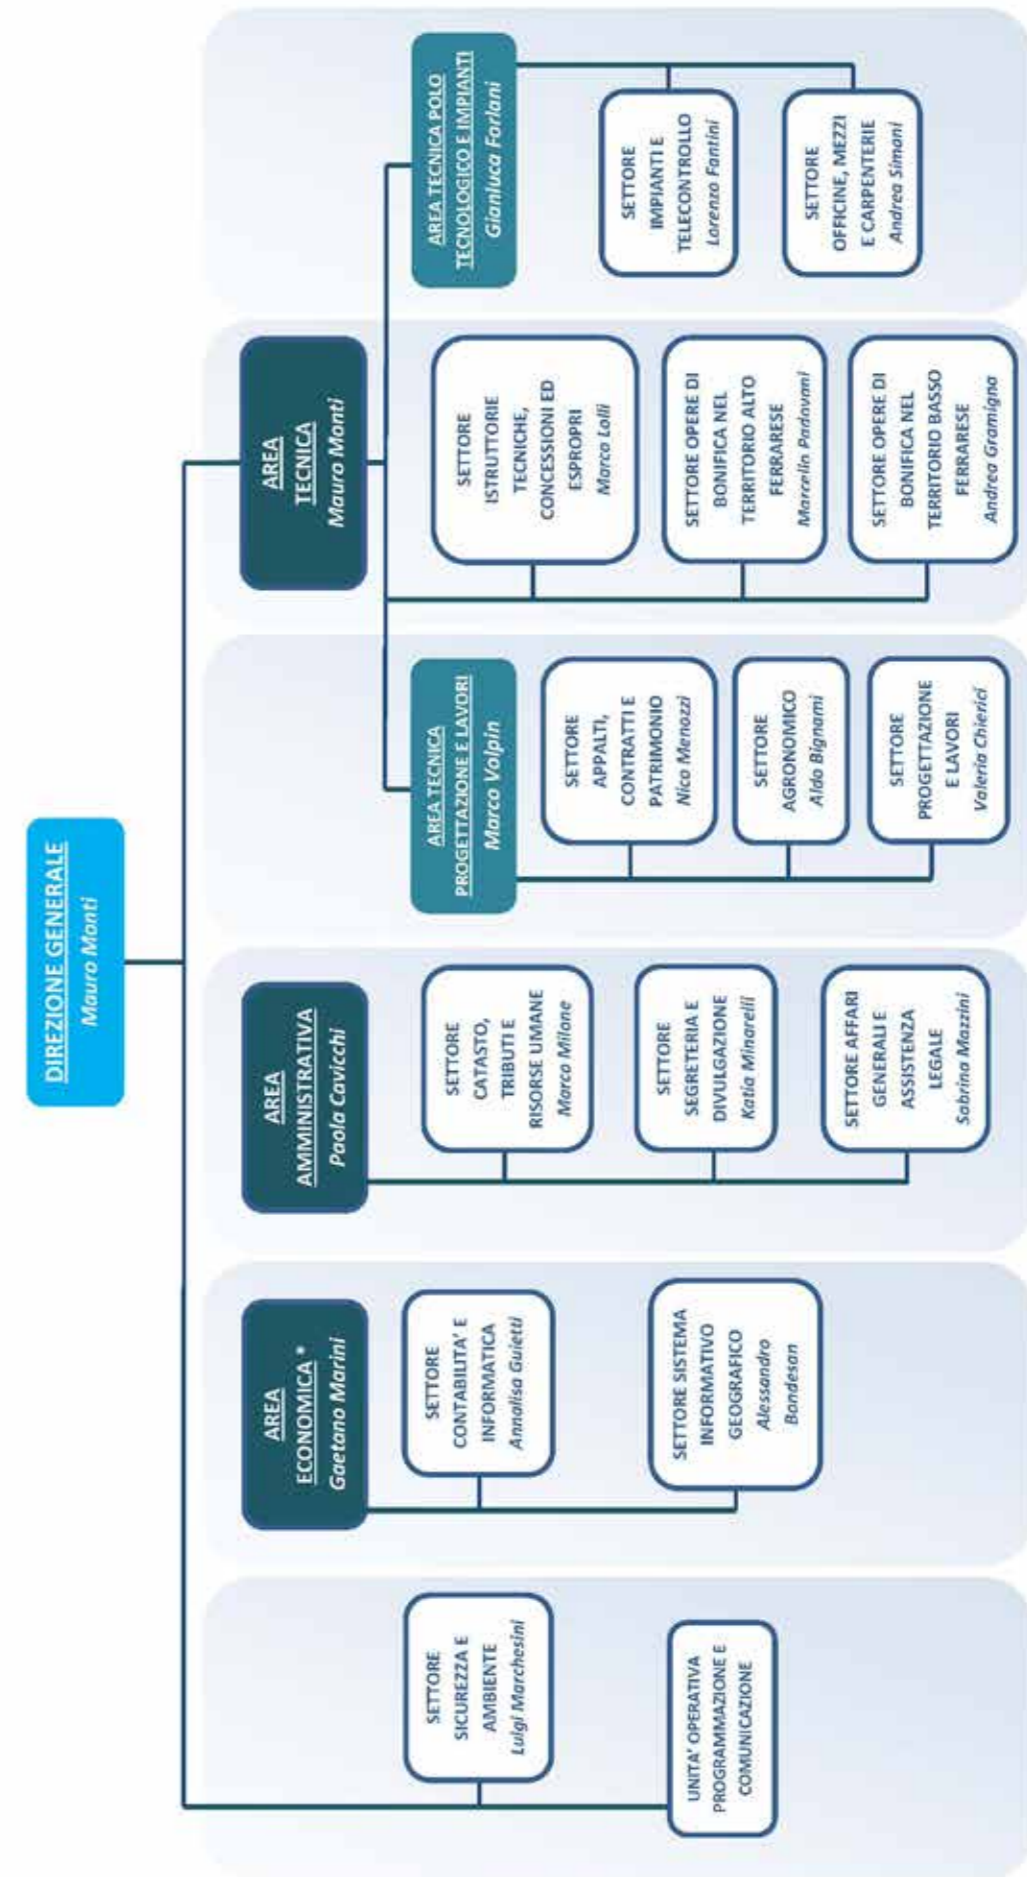 DIREZIONE GENERALE
Mauro Monti
SETTORE
SICUREZZA E
AMBIENTE
Luigi Marchesini
UNITA' OPERATIVA
PROGRAMMAZIONE E
COMUNICAZIONE
AREA
ECONOMICA *
Gaetano Marini
SETTORE
CONTABILITA' E
INFORMATICA
Annalisa Guietti
SETTORE SISTEMA
INFORMATIVO
GEOGRAFICO
Alessandro
Bondesan
AREA
AMMINISTRATIVA
Paola Cavicchi
SETTORE
CATASTO,
TRIBUTI E
RISORSE UMANE
Marco Milone
SETTORE
SEGRETERIA E
DIVULGAZIONE
Katia Minarelli
SETTORE AFFARI
GENERALI E
ASSISTENZA
LEGALE
Sabrina Mazzini
AREA
TECNICA
Mauro Monti
AREA TECNICA
PROGETTAZIONE E LAVORI
Marco Volpin
SETTORE
APPALTI,
CONTRATTI E
PATRIMONIO
Nico Menozzi
SETTORE
AGRONOMICO
Aldo Bignami
SETTORE
PROGETTAZIONE
E LAVORI
Valeria Chierici
SETTORE
ISTRUTTORIE
TECNICHE,
CONCESSIONI ED
ESPROPRI
Marco Lolli
SETTORE OPERE DI
BONIFICA NEL
TERRITORIO ALTO
FERRARESE
Marcelin Padovani
SETTORE OPERE DI
BONIFICA NEL
TERRITORIO BASSO
FERRARESE
Andrea Gramigna
AREA TECNICA POLO
TECNOLOGICO E IMPIANTI
Gianluca Forlani
SETTORE
IMPIANTI E
TELECONTROLLO
Lorenzo Fantini
SETTORE
OFFICINE, MEZZI
E CARPENTERIE
Andrea Simani